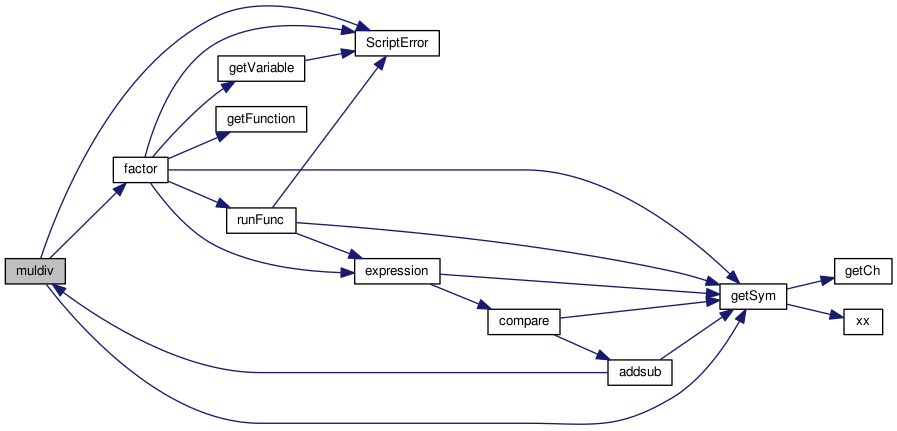 ScriptError
getVariable
getFunction
factor
runFunc
muldiv
expression
getCh
getSym
compare
xx
addsub